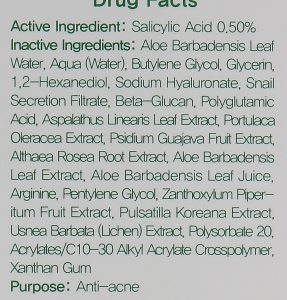 Drug Facts
Active Ingredient: Salicylic Acid 0,50%
Inactive Ingredients: Aloe Barbadensis Leaf
Water, Aqua (Water), Butylene Glycol, Glycerin,
1,2-Hexanediol, Sodium Hyaluronate, Snail
Secretion Filtrate, Beta-Glucan, Polyglutamic
Acid, Aspalathus Linearis Leaf Extract, Portulaca
Oleracea Extract, Psidium Guajava Fruit Extract,
Althaea Rosea Root Extract, Aloe Barbadensis
Leaf Extract, Aloe Barbadensis Leaf Juice,
Arginine, Pentylene Glycol, Zanthoxylum Piper-
itum Fruit Extract, Pulsatilla Koreana Extract,
Usnea Barbata (Lichen) Extract, Polysorbate 20,
Acrylates/C10-30 Alkyl Acrylate Crosspolymer,
Xanthan Gum
Purpose: Anti-acne